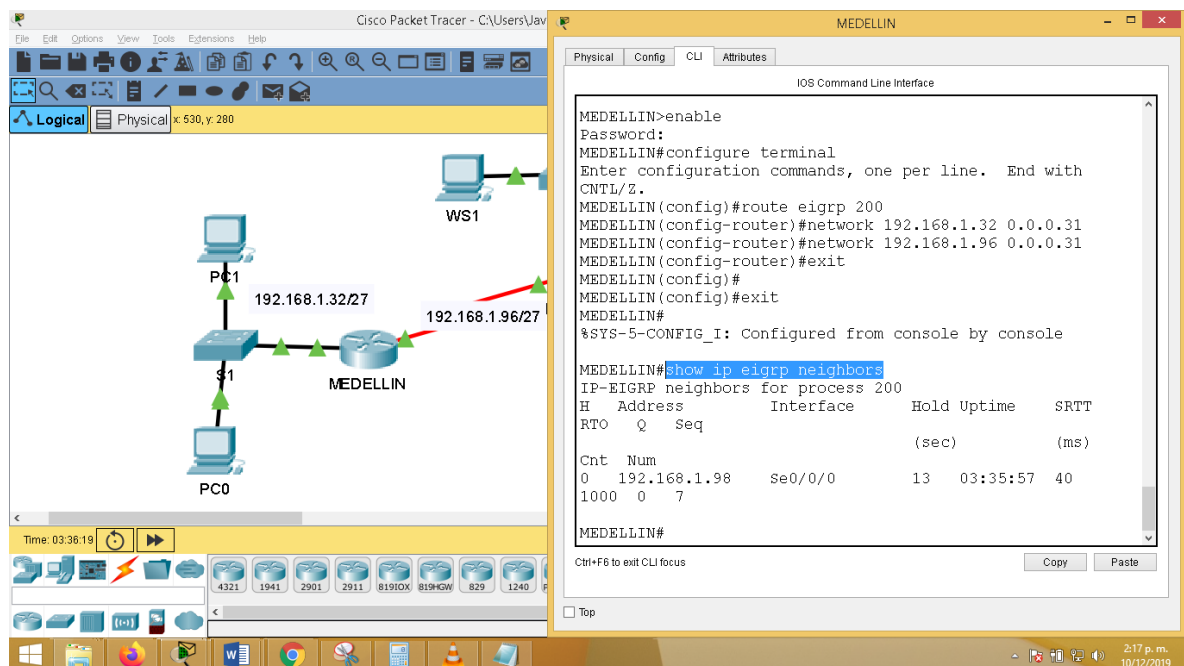 Cisco Packet Tracer - C:\Users\Jav
File Edit Options View Tools Extensions Help
Logical Physical x: 530, y: 280
WS1
PC1
192.168.1.32/27
192.168.1.96/27
S1
MEDELLIN
PC0
Time: 03:36:19
4321 1941 2901 2911 819IOX 819HGW 829 1240
MEDELLIN
Physical Config CLI Attributes
IOS Command Line Interface
MEDELLIN>enable
Password:
MEDELLIN#configure terminal
Enter configuration commands, one per line. End with
CNTL/Z.
MEDELLIN(config)#route eigrp 200
MEDELLIN(config-router)#network 192.168.1.32 0.0.0.31
MEDELLIN(config-router)#network 192.168.1.96 0.0.0.31
MEDELLIN(config-router)#exit
MEDELLIN(config)#
MEDELLIN(config)#exit
MEDELLIN#
%SYS-5-CONFIG_I: Configured from console by console
MEDELLIN#show ip eigrp neighbors
IP-EIGRP neighbors for process 200
H Address Interface Hold Uptime SRTT
RTO Q Seq
(sec) (ms)
Cnt Num
0 192.168.1.98 Se0/0/0 13 03:35:57 40
1000 0 7
MEDELLIN#
Ctrl+F6 to exit CLI focus
Copy Paste
Top
2:17 p. m.
10/12/2019